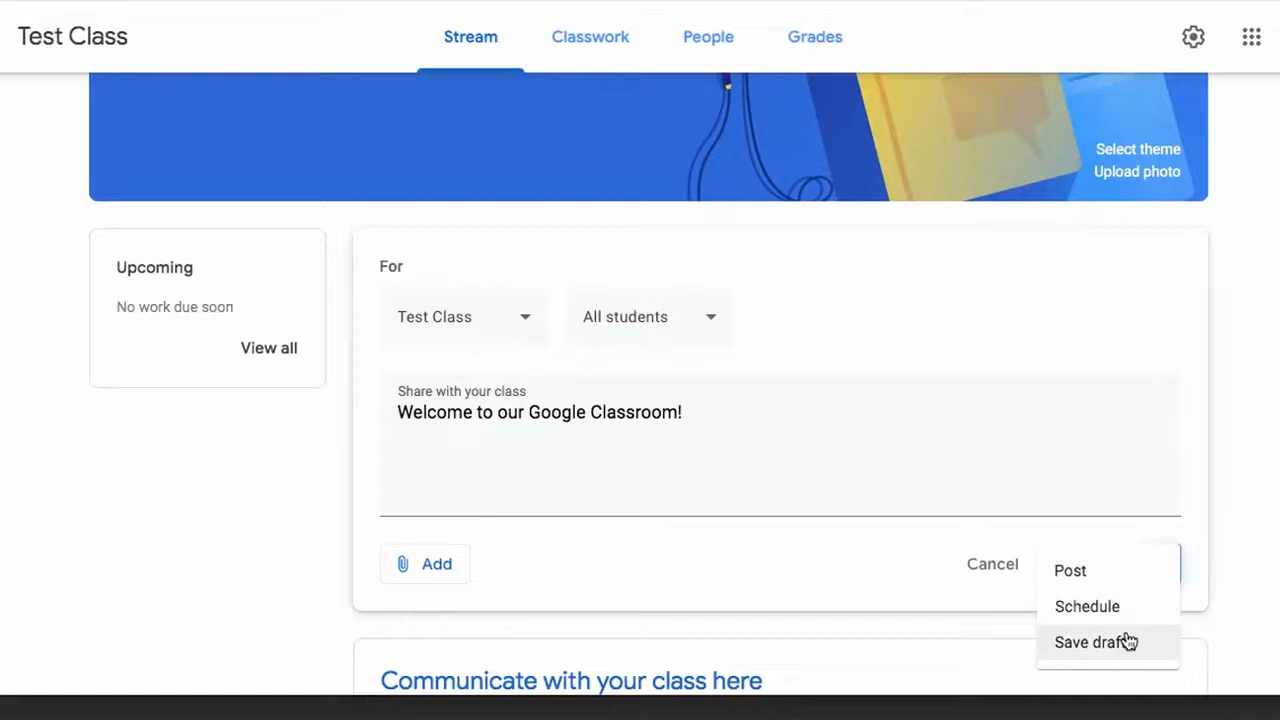 Test Class
Stream
Classwork
People
Grades
Select theme
Upload photo
Upcoming
No work due soon
View all
For
Test Class
All students
Share with your class
Welcome to our Google Classroom!
Add
Cancel
Post
Schedule
Save draft
Communicate with your class here